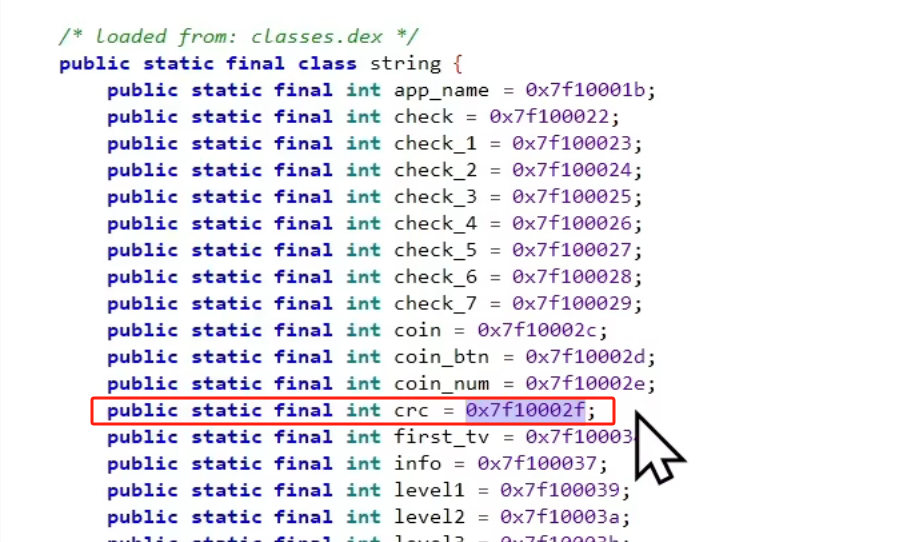 /* loaded from: classes.dex */
public static final class string {
public static final int app_name = 0x7f10001b;
public static final int check = 0x7f100022;
public static final int check_1 = 0x7f100023;
public static final int check_2 = 0x7f100024;
public static final int check_3 = 0x7f100025;
public static final int check_4 = 0x7f100026;
public static final int check_5 = 0x7f100027;
public static final int check_6 = 0x7f100028;
public static final int check_7 = 0x7f100029;
public static final int coin = 0x7f10002c;
public static final int coin_btn = 0x7f10002d;
public static final int coin_num = 0x7f10002e;
public static final int crc = 0x7f10002f;
public static final int first_tv =
public static final int info = 0x7f100037;
public static final int level1 = 0x7f100039;
public static final int level2 = 0x7f10003a;